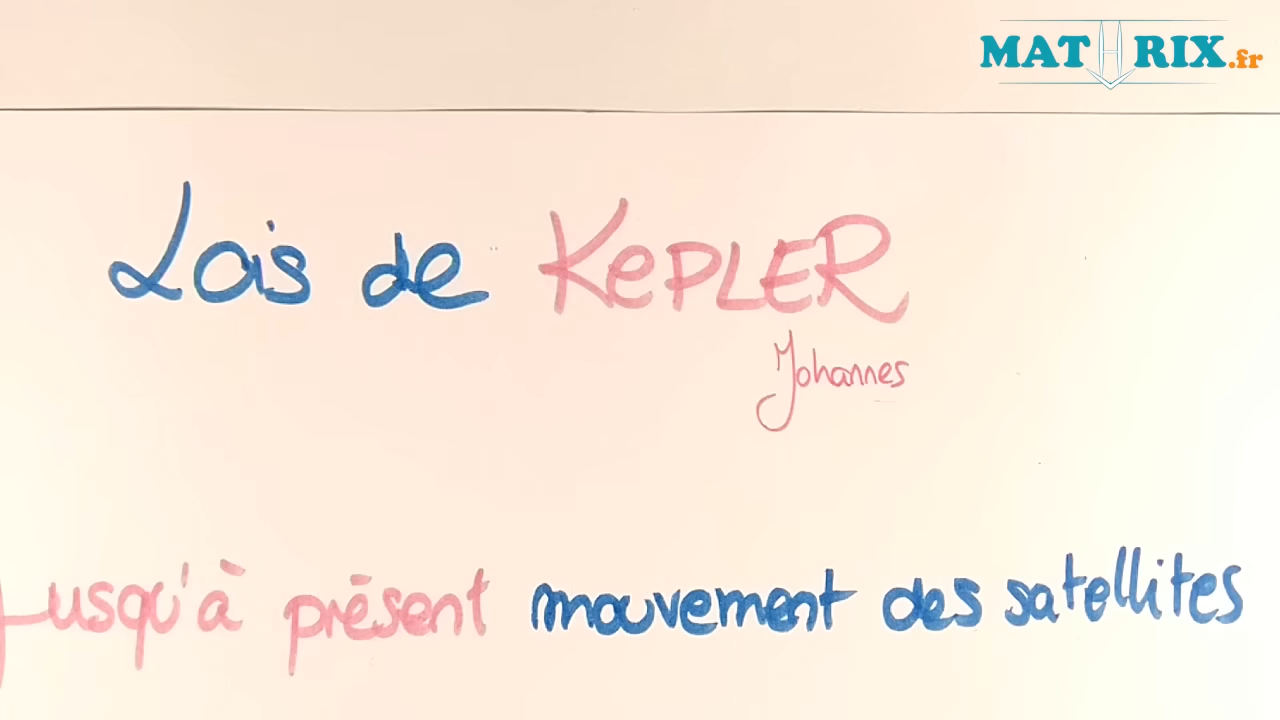 MATHRIX.fr
Lois de KePLER
Johannes
Jusqu'à présent mouvement des satellites